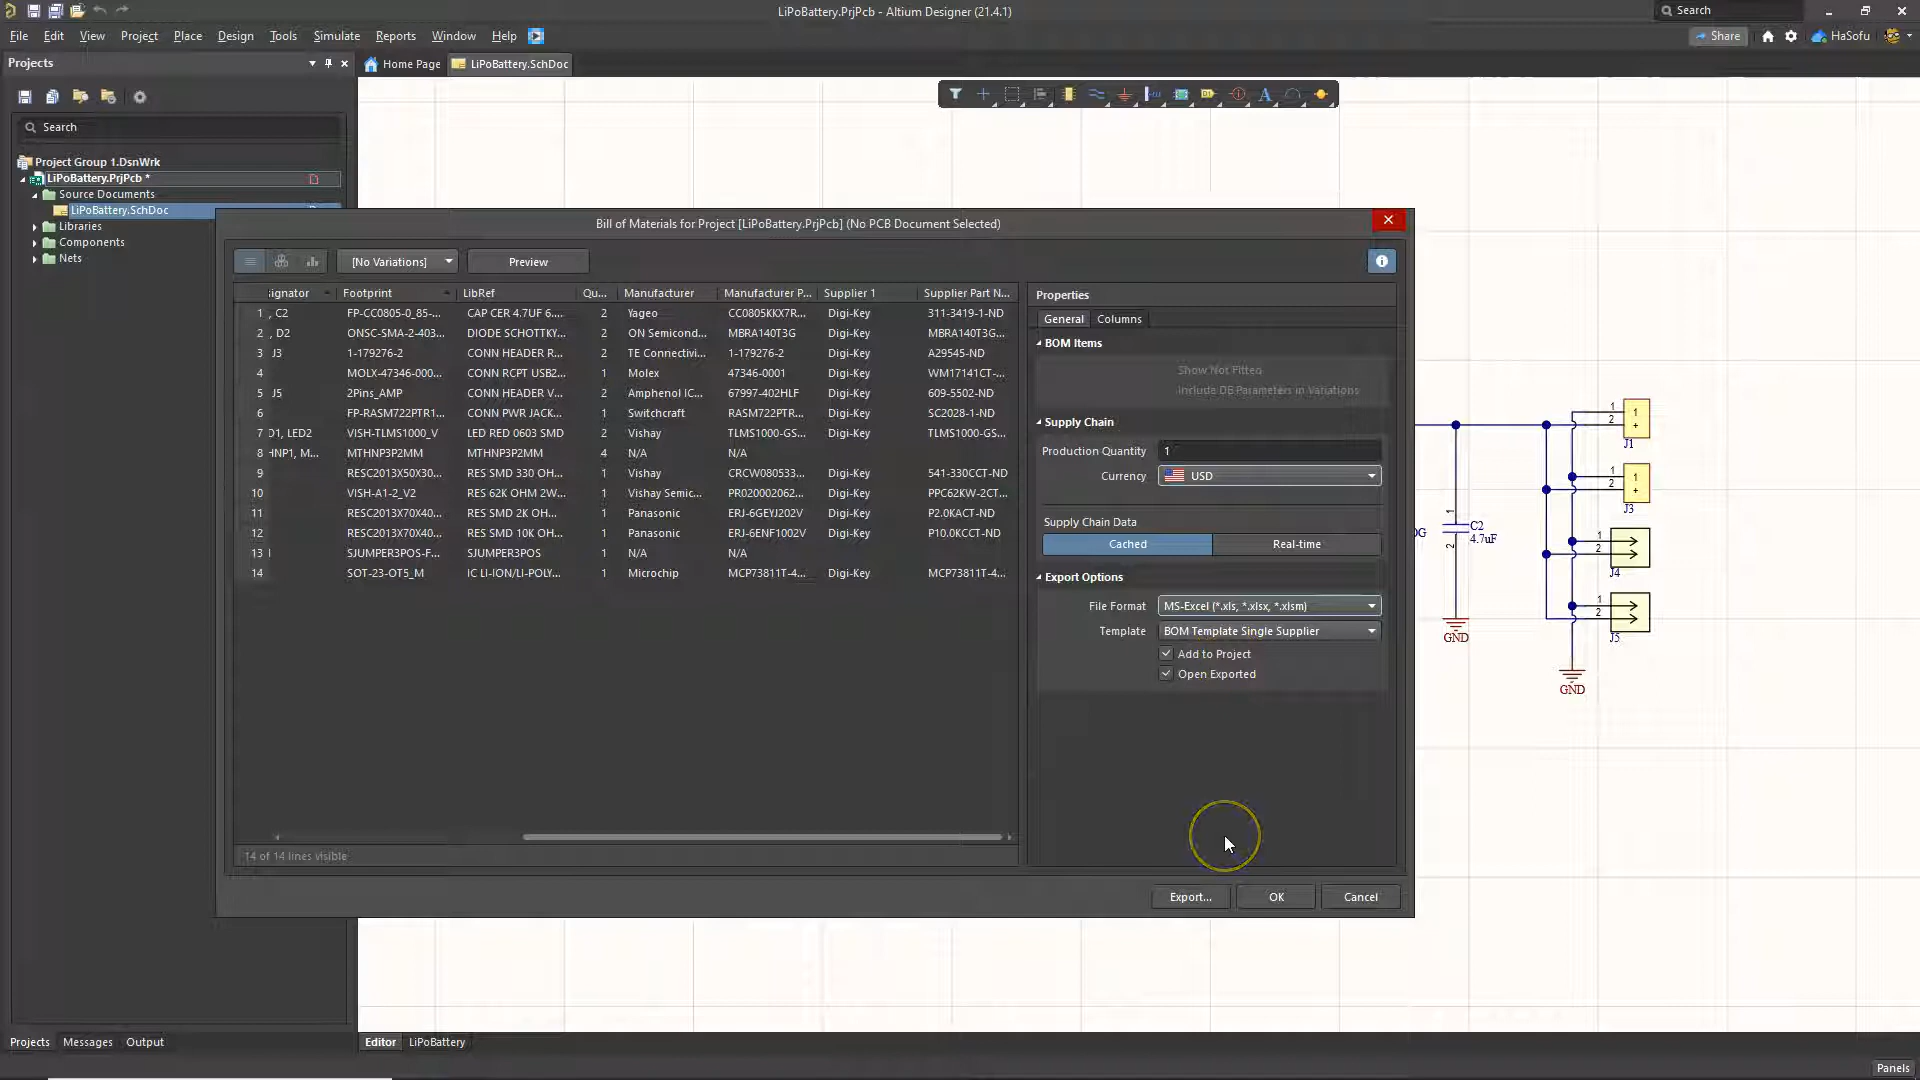 LiPoBattery.PrjPcb - Altium Designer (21.4.1)
Search
File Edit View Project Place Design Tools Simulate Reports Window Help
Share HaSofu
Projects
Home Page LiPoBattery.SchDoc
Search
Project Group 1.DsnWrk
LiPoBattery.PrjPcb *
Source Documents
LiPoBattery.SchDoc
Libraries
Components
Nets
Bill of Materials for Project [LiPoBattery.PrjPcb] (No PCB Document Selected)
[No Variations] Preview
ignator Footprint LibRef Qu... Manufacturer Manufacturer P... Supplier 1 Supplier Part N...
1 , C2 FP-CC0805-0_85-... CAP CER 4.7UF 6.... 2 Yageo CC0805KKX7R... Digi-Key 311-3419-1-ND
2 , D2 ONSC-SMA-2-403... DIODE SCHOTTKY... 2 ON Semicond... MBRA140T3G Digi-Key MBRA140T3G...
3 J3 1-179276-2 CONN HEADER R... 2 TE Connectivi... 1-179276-2 Digi-Key A29545-ND
4 MOLX-47346-000... CONN RCPT USB2... 1 Molex 47346-0001 Digi-Key WM17141CT-...
5 J5 2Pins_AMP CONN HEADER V... 2 Amphenol IC... 67997-402HLF Digi-Key 609-5502-ND
6 FP-RASM722PTR1... CONN PWR JACK... 1 Switchcraft RASM722PTR... Digi-Key SC2028-1-ND
7 D1, LED2 VISH-TLMS1000_V LED RED 0603 SMD 2 Vishay TLMS1000-GS... Digi-Key TLMS1000-GS...
8 HNP1, M... MTHNP3P2MM MTHNP3P2MM 4 N/A N/A
9 RESC2013X50X30... RES SMD 330 OH... 1 Vishay CRCW080533... Digi-Key 541-330CCT-ND
10 VISH-A1-2_V2 RES 62K OHM 2W... 1 Vishay Semic... PR020002062... Digi-Key PPC62KW-2CT...
11 RESC2013X70X40... RES SMD 2K OH... 1 Panasonic ERJ-6GEYJ202V Digi-Key P2.0KACT-ND
12 RESC2013X70X40... RES SMD 10K OH... 1 Panasonic ERJ-6ENF1002V Digi-Key P10.0KCCT-ND
13 SJUMPER3POS-F... SJUMPER3POS 1 N/A N/A
14 SOT-23-OT5_M IC LI-ION/LI-POLY... 1 Microchip MCP73811T-4... Digi-Key MCP73811T-4...
14 of 14 lines visible
Properties
General Columns
BOM Items
Show Not Fitted
Include DB Parameters in Variations
Supply Chain
Production Quantity 1
Currency USD
Supply Chain Data
Cached Real-time
Export Options
File Format MS-Excel (*.xls, *.xlsx, *.xlsm)
Template BOM Template Single Supplier
Add to Project
Open Exported
Export... OK Cancel
1 2 1 J1
1 2 1 + J3
1 2 J4
1 2 J5
1 2 C2 4.7uF
GND
GND
Projects Messages Output Editor LiPoBattery
Panels